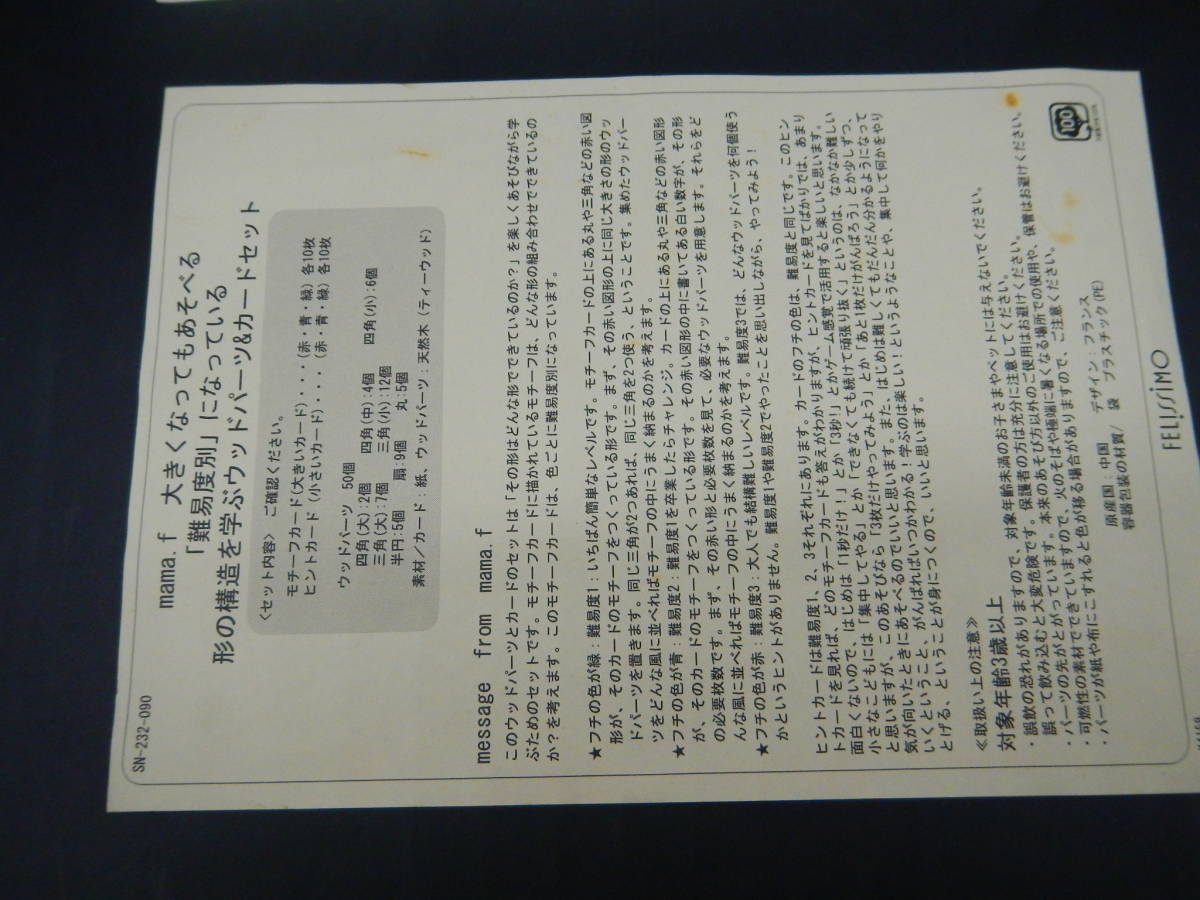 SN-232-090
mama.f 大きくなってもあそべる
「難易度別」になっている
形の構造を学ぶウッドパーツ&カードセット
〈セット内容〉 ご確認ください。
モチーフカード(大きいカード)・・・・(赤・青・緑)各10枚
ヒントカード(小さいカード)・・・・(赤・青・緑)各10枚
ウッドパーツ 50個
四角(大):2個 四角(中):4個 四角(小):6個
三角(大):7個 三角(小):12個
半円:5個 扇:9個 丸:5個
素材/カード:紙、ウッドパーツ:天然木(ティーウッド)
message from mama.f
このウッドパーツとカードのセットは「その形はどんな形でできているのか?」を楽しくあそびながら学
ぶためのセットです。モチーフカードに描かれているモチーフは、どんな形の組み合わせでできているの
か?を考えます。このモチーフカードは、色ごとに難易度別になっています。
★フチの色が緑:難易度1:いちばん簡単なレベルです。モチーフカードの上にある丸や三角などの赤い図
形が、そのカードのモチーフをつくっている形です。まず、その赤い図形の上に同じ大きさの形のウッ
ドパーツを置きます。同じ三角が2つあれば、同じ三角を2つ使う、ということです。集めたウッドパー
ツをどんな風に並べればモチーフの中にうまく納まるのかを考えます。
★フチの色が青:難易度2:難易度1を卒業したらチャレンジ。カードの上にある丸や三角などの赤い図形
が、そのカードのモチーフをつくっている形です。その赤い図形の中に書いてある白い数字が、その形
の必要枚数です。まず、その赤い形と必要枚数を見て、必要なウッドパーツを用意します。それらをど
んな風に並べればモチーフの中にうまく納まるのかを考えます。
★フチの色が赤:難易度3:大人でも結構難しいレベルです。難易度3では、どんなウッドパーツを何個使う
かというヒントがありません。難易度1や難易度2でやったことを思い出しながら、やってみよう!
ヒントカードは難易度1、2、3それぞれにあります。カードのフチの色は、難易度と同じです。このヒン
トカードを見れば、どのモチーフカードも答えがわかりますが、ヒントカードを見てばかりでは、あまり
面白くないので、はじめは「1秒だけ!」とか「3秒!」とかゲーム感覚で活用すると楽しいと思います。
小さなこどもには「集中してやる」とか「できなくても続けて頑張り抜く」というのは、なかなか難しい
と思いますが、このあそびなら「3枚だけやってみよう」とか「あと1枚だけがんばろう」とか少しずつ、
気が向いたときにあそべるのでいいと思います。また、はじめは難しくてもだんだん分かるようになって
いくということ、がんばればいつかわかる!学ぶのは楽しい!というようなことや、集中して何かをやり
とげる、ということが身につくので、いいと思います。
≪取扱い上の注意≫
対象年齢3歳以上
・誤飲の恐れがありますので、対象年齢未満のお子さまやペットには与えないでください。
誤って飲み込むと大変危険です。保護者の方は充分に注意してください。
・パーツの先がとがっています。本来のあそび方以外のご使用はお避けください。
・可燃性の素材でできていますので、火のそばや極端に暑くなる場所での使用や、保管はお避けください。
・パーツが紙や布にこすれると色が移る場合がありますので、ご注意ください。
原産国:中国 デザイン:フランス
容器包装の材質/ 袋 プラスチック(PE)
FELISSIMO
100